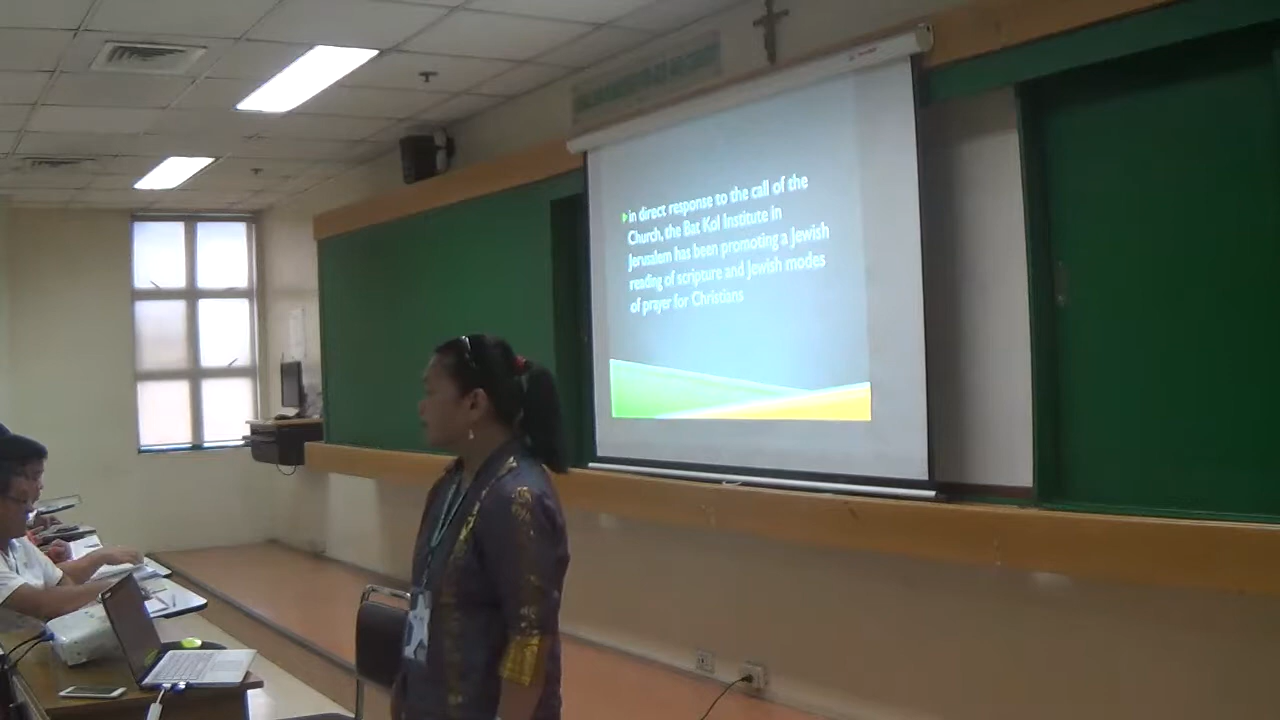 in direct response to the call of the
Church, the Bat Kol Institute in
Jerusalem has been promoting a Jewish
reading of scripture and Jewish modes
of prayer for Christians